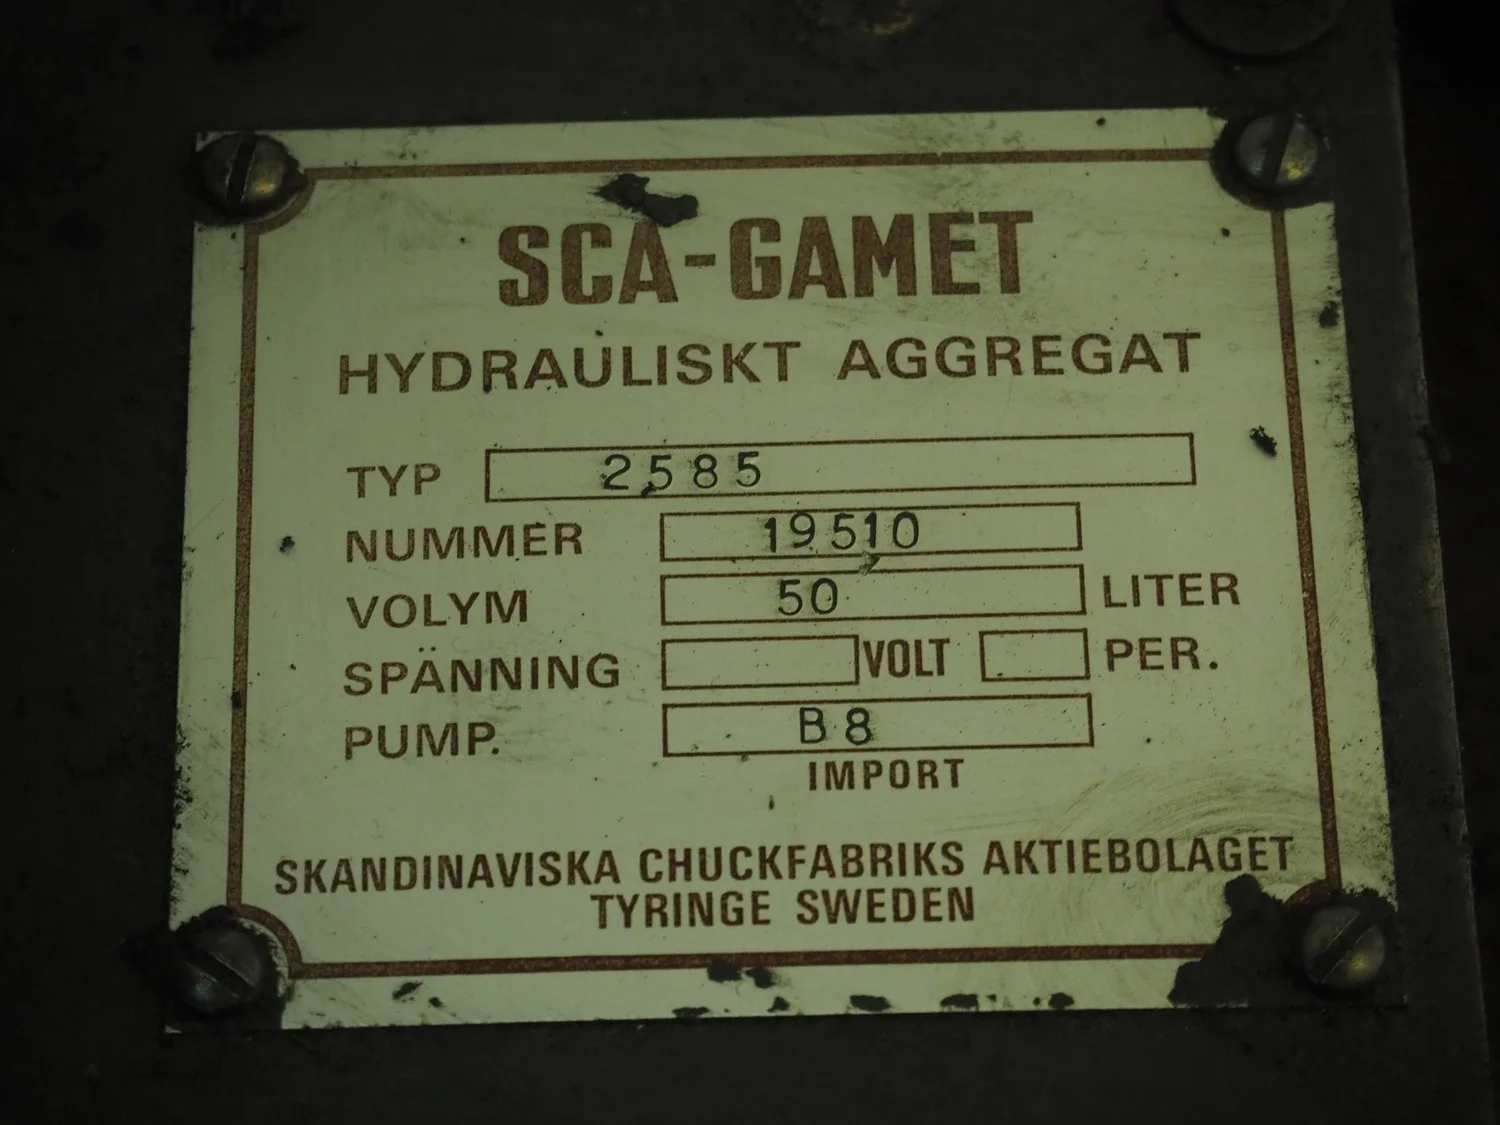 SCA-GAMET
HYDRAULISKT AGGREGAT
TYP 2585
NUMMER 19510
VOLYM 50 LITER
SPÄNNING VOLT PER.
PUMP. B8
IMPORT
SKANDINAVISKA CHUCKFABRIKS AKTIEBOLAGET
TYRINGE SWEDEN